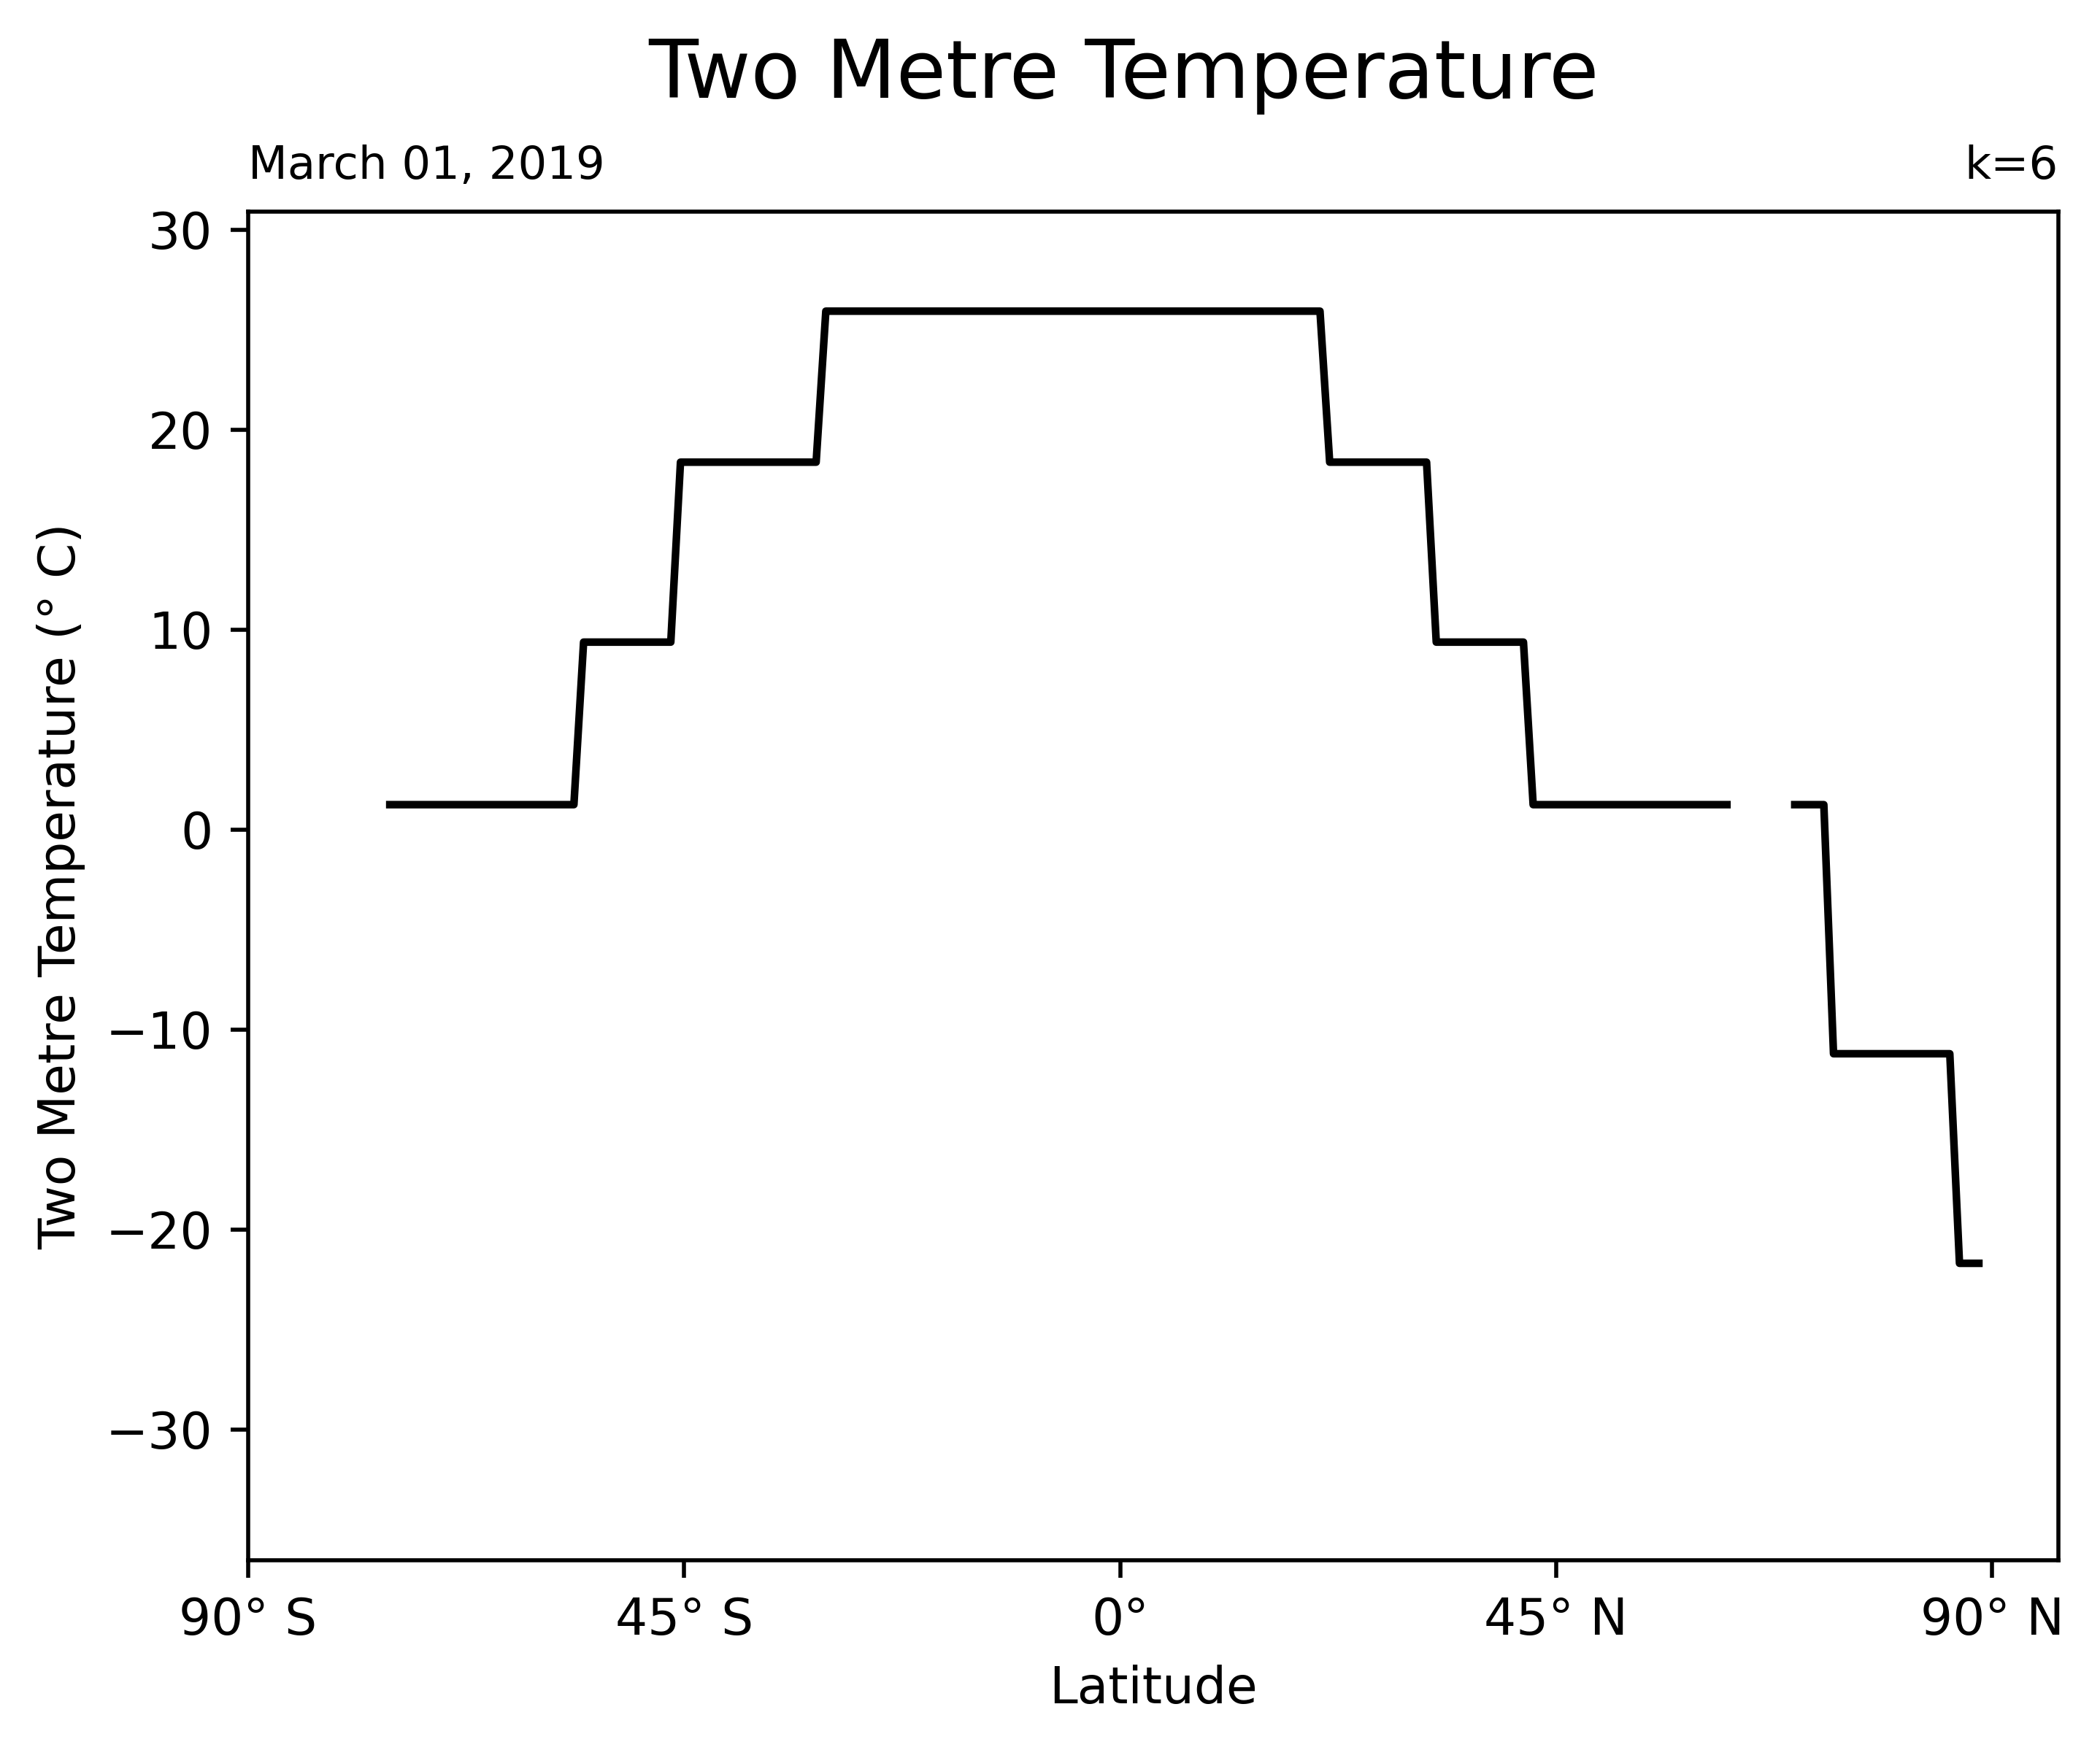 Two Metre Temperature
March 01, 2019
k=6
30
20
10
0
−10
−20
−30
Two Metre Temperature (° C)
90° S
45° S
0°
45° N
90° N
Latitude